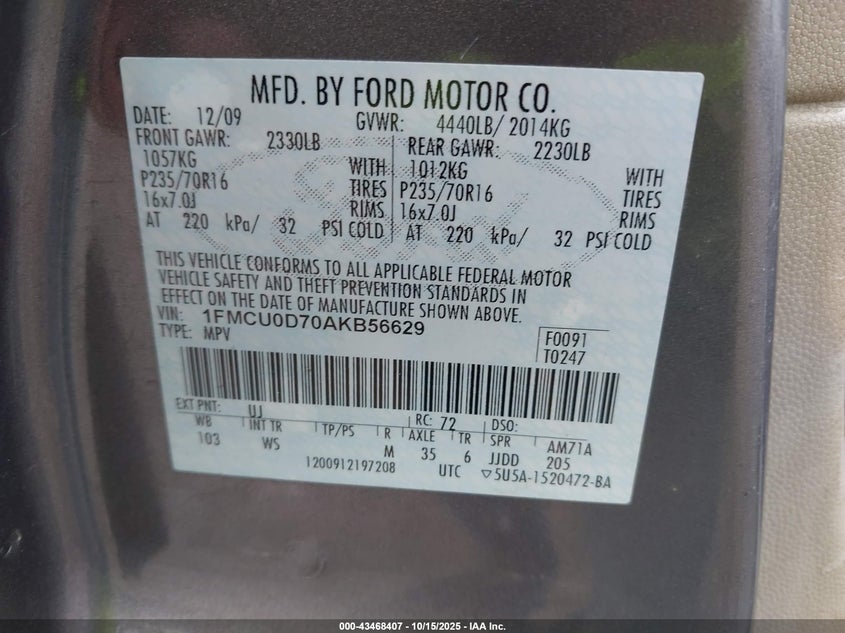 MFD. BY FORD MOTOR CO.
DATE: 12/09 GVWR: 4440LB/ 2014KG
FRONT GAWR: 2330LB REAR GAWR: 2230LB
1057KG WITH 1012KG WITH
P235/70R16 TIRES P235/70R16 TIRES
16x7.0J RIMS 16x7.0J RIMS
AT 220 kPa/ 32 PSI COLD AT 220 kPa/ 32 PSI COLD
THIS VEHICLE CONFORMS TO ALL APPLICABLE FEDERAL MOTOR
VEHICLE SAFETY AND THEFT PREVENTION STANDARDS IN
EFFECT ON THE DATE OF MANUFACTURE SHOWN ABOVE.
VIN: 1FMCU0D70AKB56629
TYPE: MPV
F0091
T0247
EXT PNT: UJ RC: 72 DSO:
WB INT TR TP/PS R AXLE TR SPR AM71A
103 WS M 35 6 JJDD 205
1200912197208 UTC ▽5U5A-1520472-BA
000-43468407 - 10/15/2025 - IAA Inc.